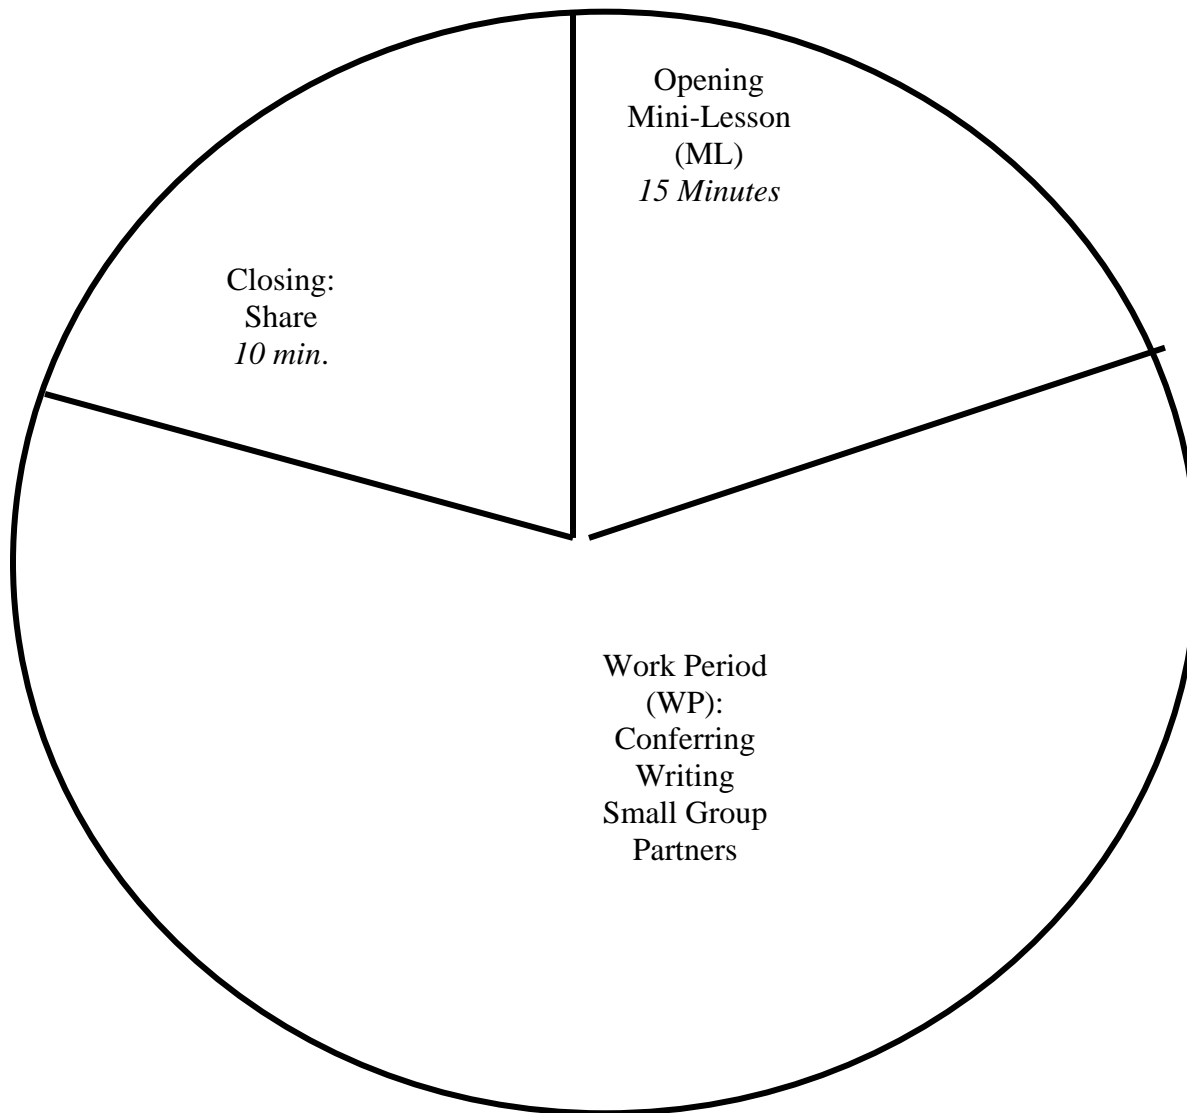 Opening
Mini-Lesson
(ML)
15 Minutes
Closing:
Share
10 min.
Work Period
(WP):
Conferring
Writing
Small Group
Partners